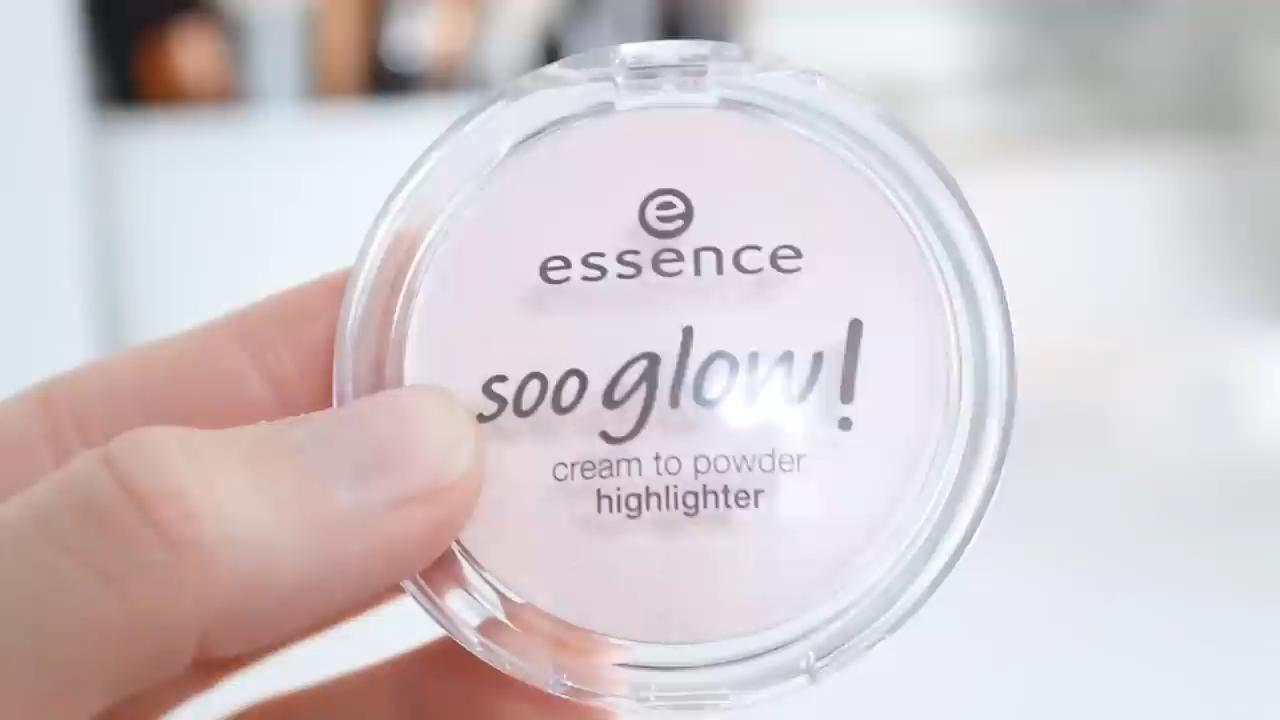 e
essence
soo glow!
cream to powder
highlighter